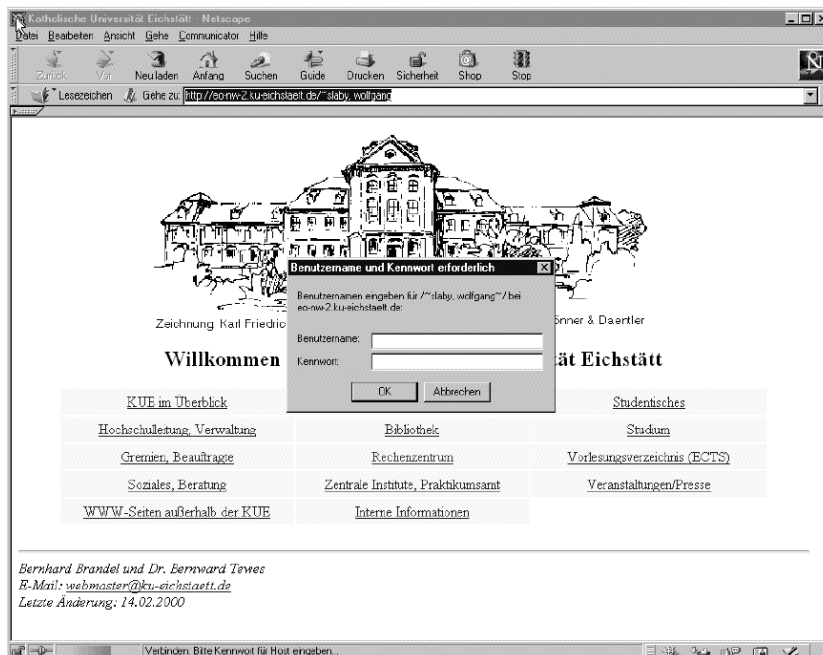 Katholische Universität Eichstätt - Netscape
Datei Bearbeiten Ansicht Gehe Communicator Hilfe
Zurück Vor Neu laden Anfang Suchen Guide Drucken Sicherheit Shop Stop
Lesezeichen Gehe zu: http://eo-nw-2.ku-eichstaett.de/~slaby, wolfgang
Benutzername und Kennwort erforderlich
Benutzernamen eingeben für /~slaby, wolfgang~/ bei
eo-nw-2.ku-eichstaett.de:
Zeichnung: Karl Friedric önner & Daentler
Benutzername:
Kennwort:
Willkommen ät Eichstätt
OK Abbrechen
KUE im Überblick Studentisches
Hochschulleitung, Verwaltung Bibliothek Studium
Gremien, Beauftragte Rechenzentrum Vorlesungsverzeichnis (ECTS)
Soziales, Beratung Zentrale Institute, Praktikumsamt Veranstaltungen/Presse
WWW-Seiten außerhalb der KUE Interne Informationen
Bernhard Brandel und Dr. Bernward Tewes
E-Mail: webmaster@ku-eichstaett.de
Letzte Änderung: 14.02.2000
Verbinden: Bitte Kennwort für Host eingeben...